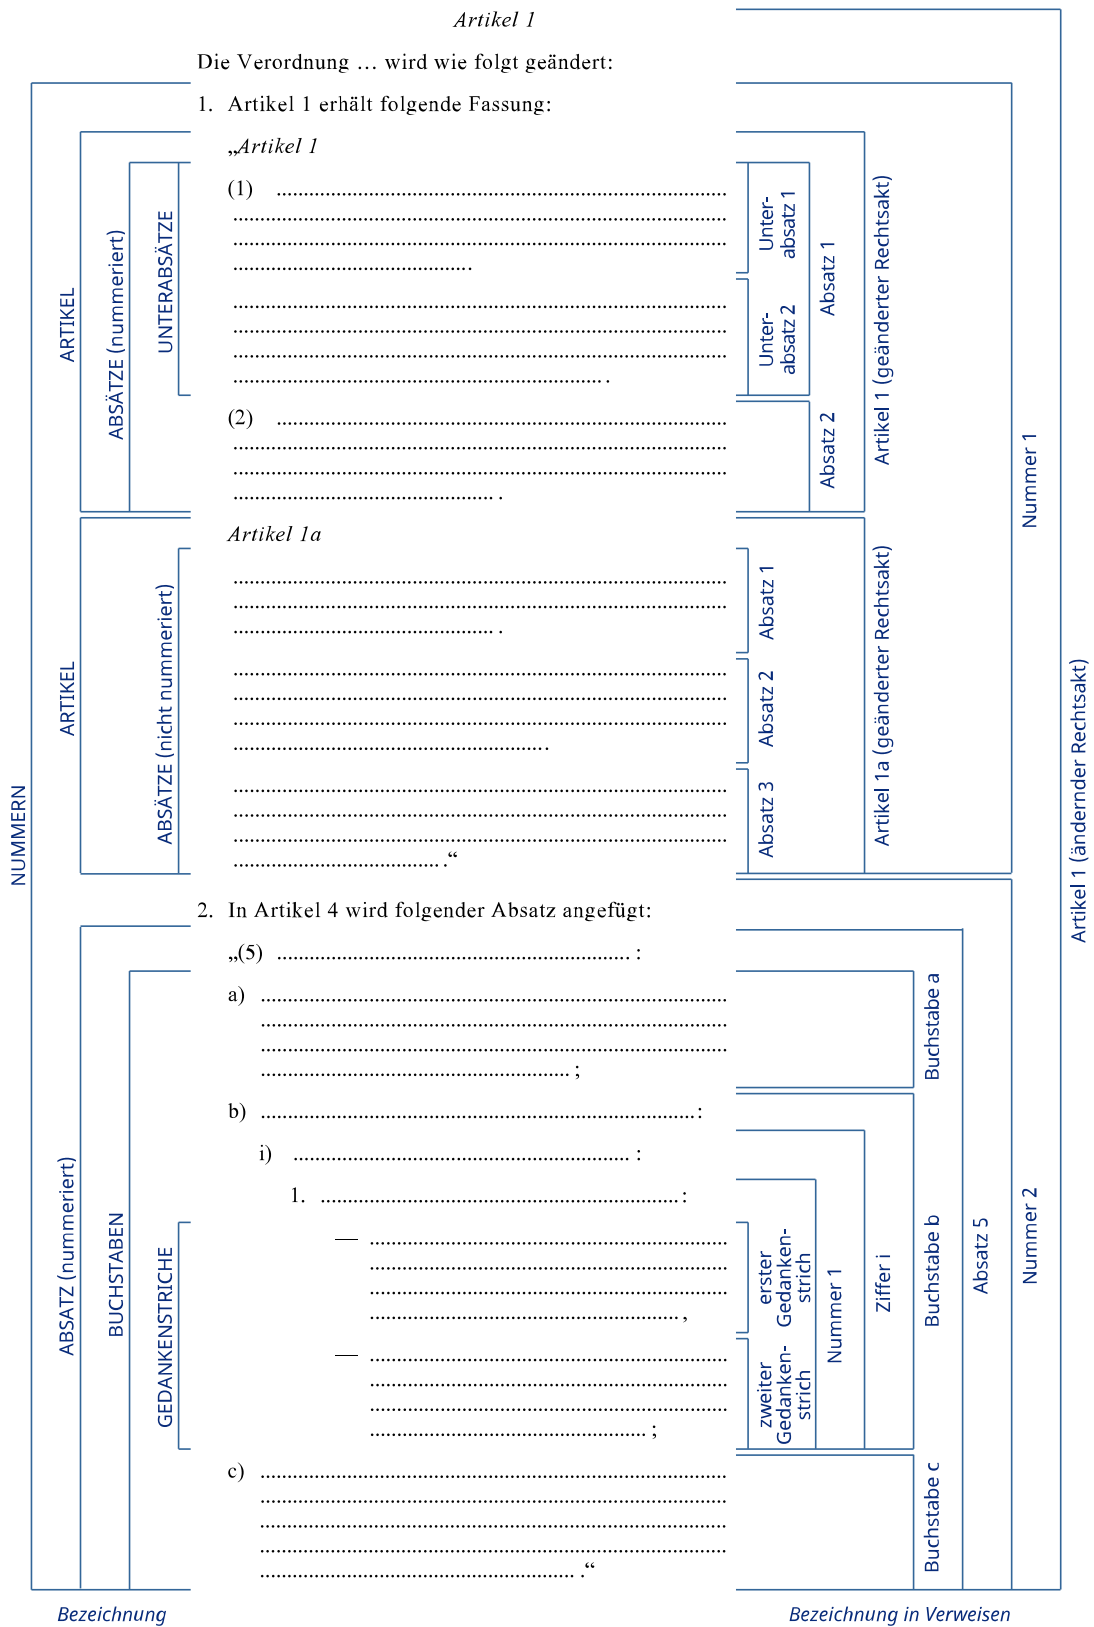 Artikel 1
Die Verordnung … wird wie folgt geändert:
1. Artikel 1 erhält folgende Fassung:
„Artikel 1
(1) ................................................
................................................
................................................
................................................
................................................
................................................
................................................
................................................ .
(2) ................................................
................................................
................................................
................................................ .
Artikel 1a
................................................
................................................
................................................ .
................................................
................................................
................................................
................................................
................................................
................................................
................................................
................................................ .“
2. In Artikel 4 wird folgender Absatz angefügt:
„(5) ................................................ :
a) ................................................
................................................
................................................
................................................ ;
b) ................................................ :
i) ................................................ :
1. ................................................ :
— ................................................
................................................
................................................
................................................ ,
— ................................................
................................................
................................................
................................................ ;
c) ................................................
................................................
................................................
................................................
................................................ .“
NUMMERN
ARTIKEL
ABSÄTZE (nummeriert)
UNTERABSÄTZE
ARTIKEL
ABSÄTZE (nicht nummeriert)
ABSATZ (nummeriert)
BUCHSTABEN
GEDANKENSTRICHE
Unter-
absatz 1
Unter-
absatz 2
Absatz 1
Absatz 2
Artikel 1 (geänderter Rechtsakt)
Absatz 1
Absatz 2
Absatz 3
Artikel 1a (geänderter Rechtsakt)
Nummer 1
Artikel 1 (ändernder Rechtsakt)
Buchstabe a
erster
Gedanken-
strich
zweiter
Gedanken-
strich
Nummer 1
Ziffer i
Buchstabe b
Buchstabe c
Absatz 5
Nummer 2
Bezeichnung
Bezeichnung in Verweisen